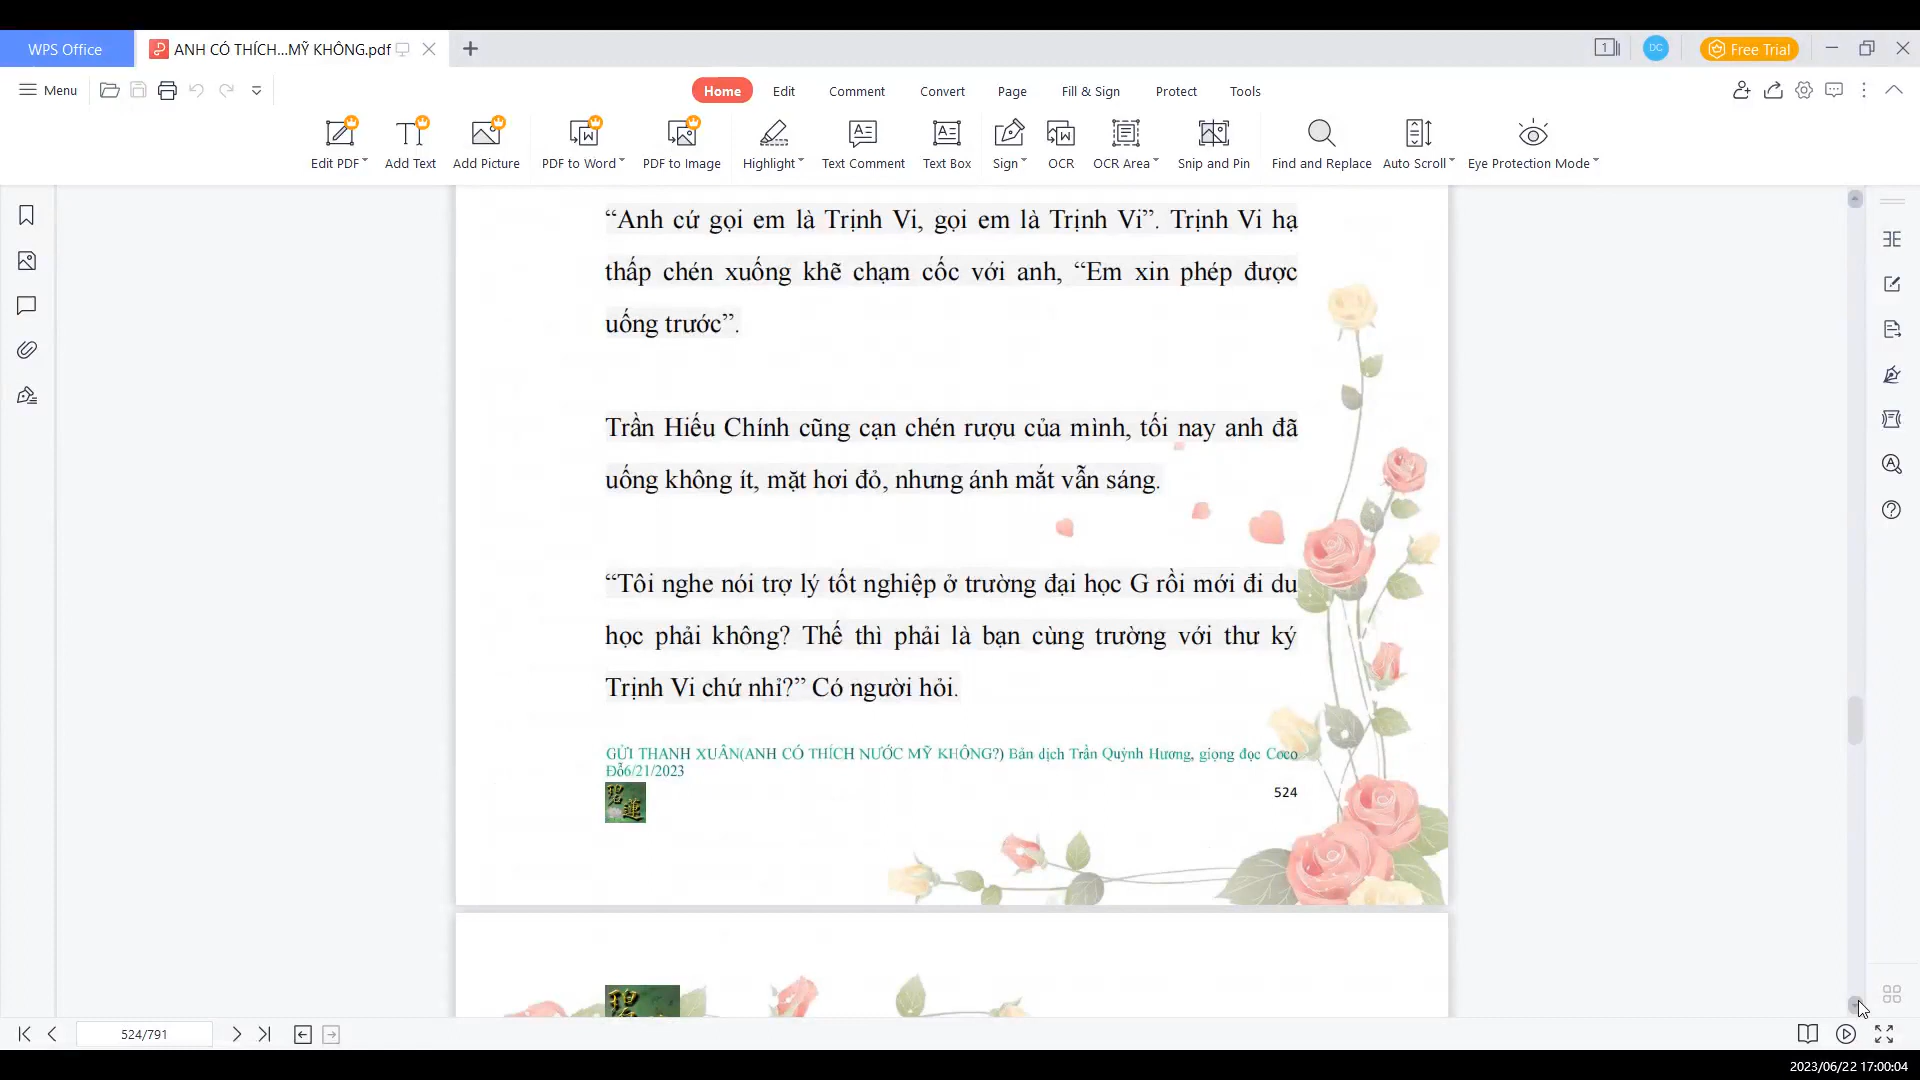 WPS Office
ANH CÓ THÍCH...MỸ KHÔNG.pdf
1
DC
Free Trial
Menu
Home
Edit
Comment
Convert
Page
Fill & Sign
Protect
Tools
Edit PDF
Add Text
Add Picture
PDF to Word
PDF to Image
Highlight
Text Comment
Text Box
Sign
OCR
OCR Area
Snip and Pin
Find and Replace
Auto Scroll
Eye Protection Mode
“Anh cứ gọi em là Trịnh Vi, gọi em là Trịnh Vi”. Trịnh Vi hạ
thấp chén xuống khẽ chạm cốc với anh, “Em xin phép được
uống trước”.
Trần Hiếu Chính cũng cạn chén rượu của mình, tối nay anh đã
uống không ít, mặt hơi đỏ, nhưng ánh mắt vẫn sáng.
“Tôi nghe nói trợ lý tốt nghiệp ở trường đại học G rồi mới đi du
học phải không? Thế thì phải là bạn cùng trường với thư ký
Trịnh Vi chứ nhỉ?” Có người hỏi.
GỬI THANH XUÂN(ANH CÓ THÍCH NƯỚC MỸ KHÔNG?) Bản dịch Trần Quỳnh Hương, giọng đọc Coco
Đỗ6/21/2023
碧蓮
524
524/791
2023/06/22 17:00:04